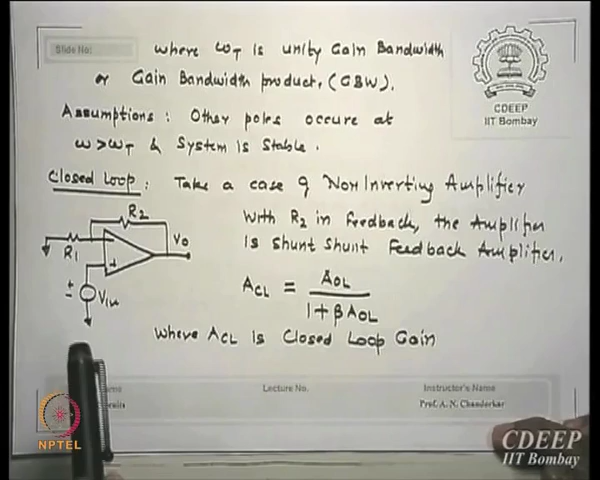 Slide No:
where ωT is unity Gain Bandwidth
or Gain Bandwidth product, (GBW).
CDEEP
IIT Bombay
Assumptions : Other poles occure at
ω>ωT & System is Stable.
Closed Loop : Take a case of NonInverting Amplifier
R2
With R2 in feedback, the Amplifier
is Shunt Shunt Feedback Amplifier.
Vo
R1
+
+
-
Vin
ACL = AOL / 1+βAOL
where ACL is Closed Loop Gain
Lecture No.
Instructor's Name
Prof. A. N. Chandorkar
NPTEL
CDEEP
IIT Bombay